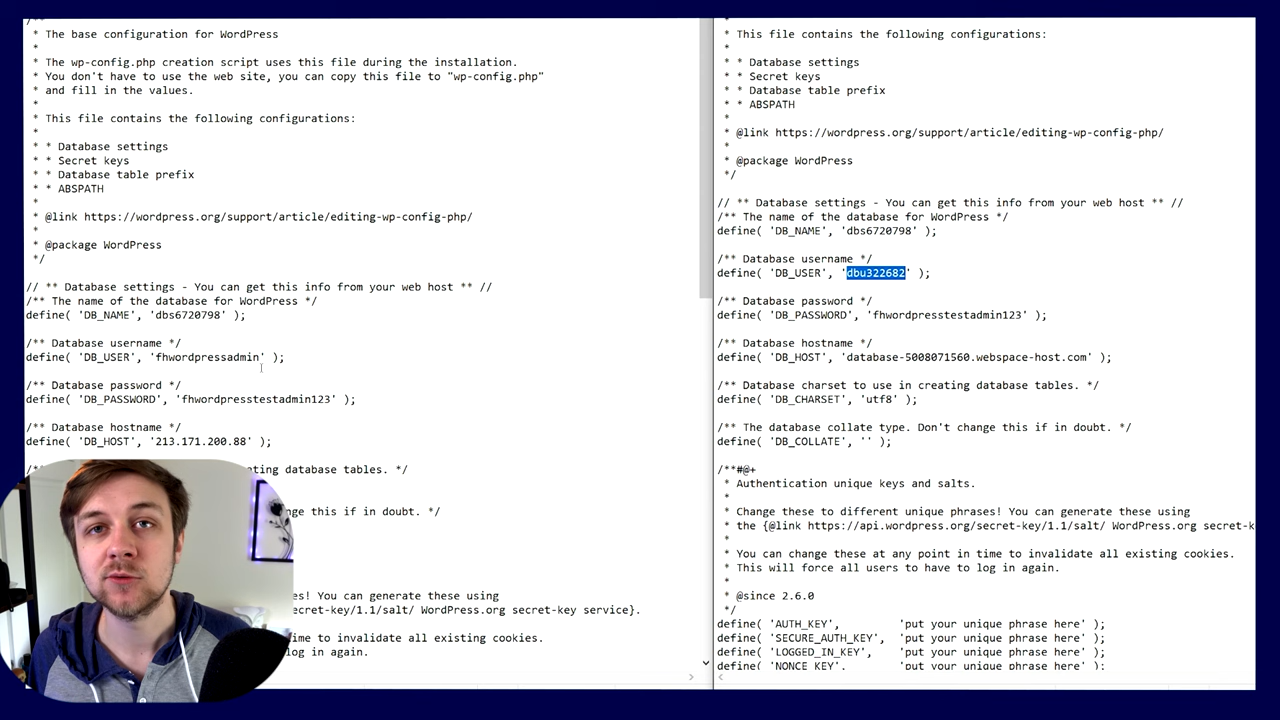 /**
* The base configuration for WordPress
*
* The wp-config.php creation script uses this file during the installation.
* You don't have to use the web site, you can copy this file to "wp-config.php"
* and fill in the values.
*
* This file contains the following configurations:
*
* * Database settings
* * Secret keys
* * Database table prefix
* * ABSPATH
*
* @link https://wordpress.org/support/article/editing-wp-config-php/
*
* @package WordPress
*/
// ** Database settings - You can get this info from your web host ** //
/** The name of the database for WordPress */
define( 'DB_NAME', 'dbs6720798' );
/** Database username */
define( 'DB_USER', 'fhwordpressadmin' );
/** Database password */
define( 'DB_PASSWORD', 'fhwordpresstestadmin123' );
/** Database hostname */
define( 'DB_HOST', '213.171.200.88' );
/**
ating database tables. */
nge this if in doubt. */
es! You can generate these using
ecret-key/1.1/salt/ WordPress.org secret-key service}.
time to invalidate all existing cookies.
log in again.
*
* This file contains the following configurations:
*
* * Database settings
* * Secret keys
* * Database table prefix
* * ABSPATH
*
* @link https://wordpress.org/support/article/editing-wp-config-php/
*
* @package WordPress
*/
// ** Database settings - You can get this info from your web host ** //
/** The name of the database for WordPress */
define( 'DB_NAME', 'dbs6720798' );
/** Database username */
define( 'DB_USER', 'dbu322682' );
/** Database password */
define( 'DB_PASSWORD', 'fhwordpresstestadmin123' );
/** Database hostname */
define( 'DB_HOST', 'database-5008071560.webspace-host.com' );
/** Database charset to use in creating database tables. */
define( 'DB_CHARSET', 'utf8' );
/** The database collate type. Don't change this if in doubt. */
define( 'DB_COLLATE', '' );
/**#@+
* Authentication unique keys and salts.
*
* Change these to different unique phrases! You can generate these using
* the {@link https://api.wordpress.org/secret-key/1.1/salt/ WordPress.org secret-k
*
* You can change these at any point in time to invalidate all existing cookies.
* This will force all users to have to log in again.
*
* @since 2.6.0
*/
define( 'AUTH_KEY', 'put your unique phrase here' );
define( 'SECURE_AUTH_KEY', 'put your unique phrase here' );
define( 'LOGGED_IN_KEY', 'put your unique phrase here' );
define( 'NONCE_KEY', 'put your unique phrase here' );